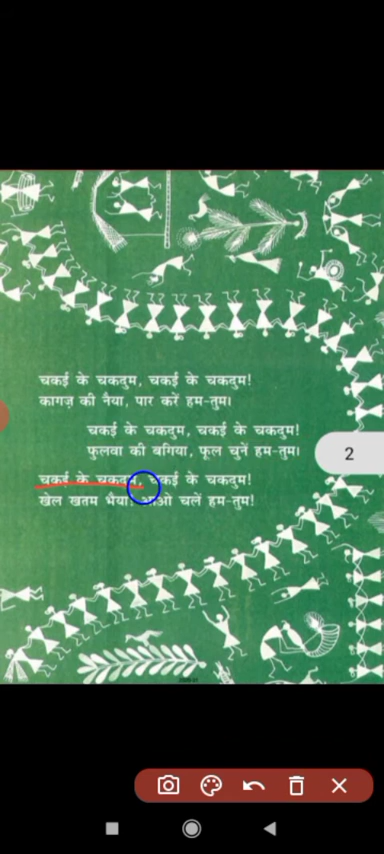 चकई के चकदुम, चकई के चकदुम!
कागज़ की नैया, पार करें हम-तुम।
चकई के चकदुम, चकई के चकदुम!
फुलवा की बगिया, फूल चुनें हम-तुम।
2
चकई के चकदुम, चकई के चकदुम!
खेल खतम भैया, आओ चलें हम-तुम!